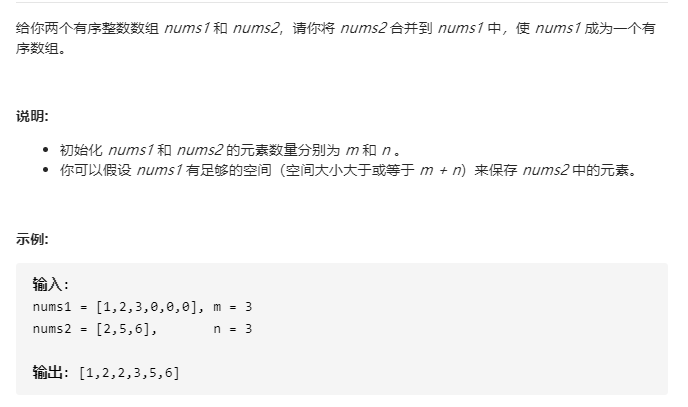 给你两个有序整数数组 nums1 和 nums2，请你将 nums2 合并到 nums1 中，使 nums1 成为一个有
序数组。
说明:
• 初始化 nums1 和 nums2 的元素数量分别为 m 和 n 。
• 你可以假设 nums1 有足够的空间（空间大小大于或等于 m + n）来保存 nums2 中的元素。
示例:
输入:
nums1 = [1,2,3,0,0,0], m = 3
nums2 = [2,5,6],       n = 3
输出: [1,2,2,3,5,6]